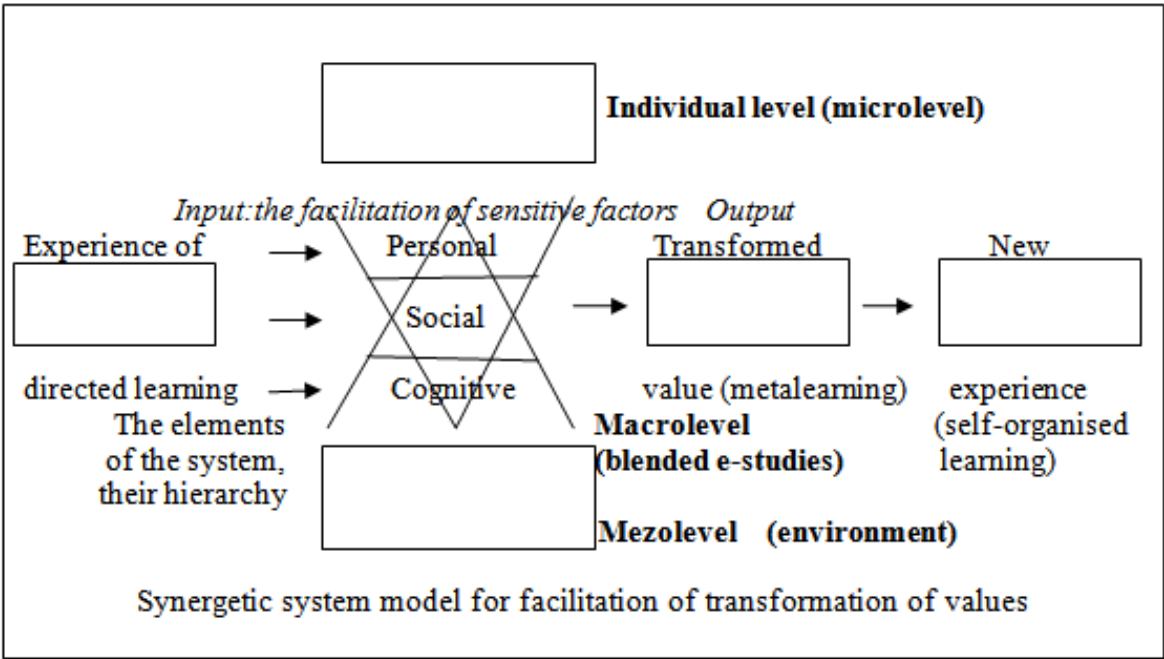 Individual level (microlevel)
Input:the facilitation of sensitive factors Output
Experience of Personal Transformed New
Social
directed learning Cognitive value (metalearning) experience
The elements Macrolevel (self-organised
of the system, (blended e-studies) learning)
their hierarchy
Mezolevel (environment)
Synergetic system model for facilitation of transformation of values